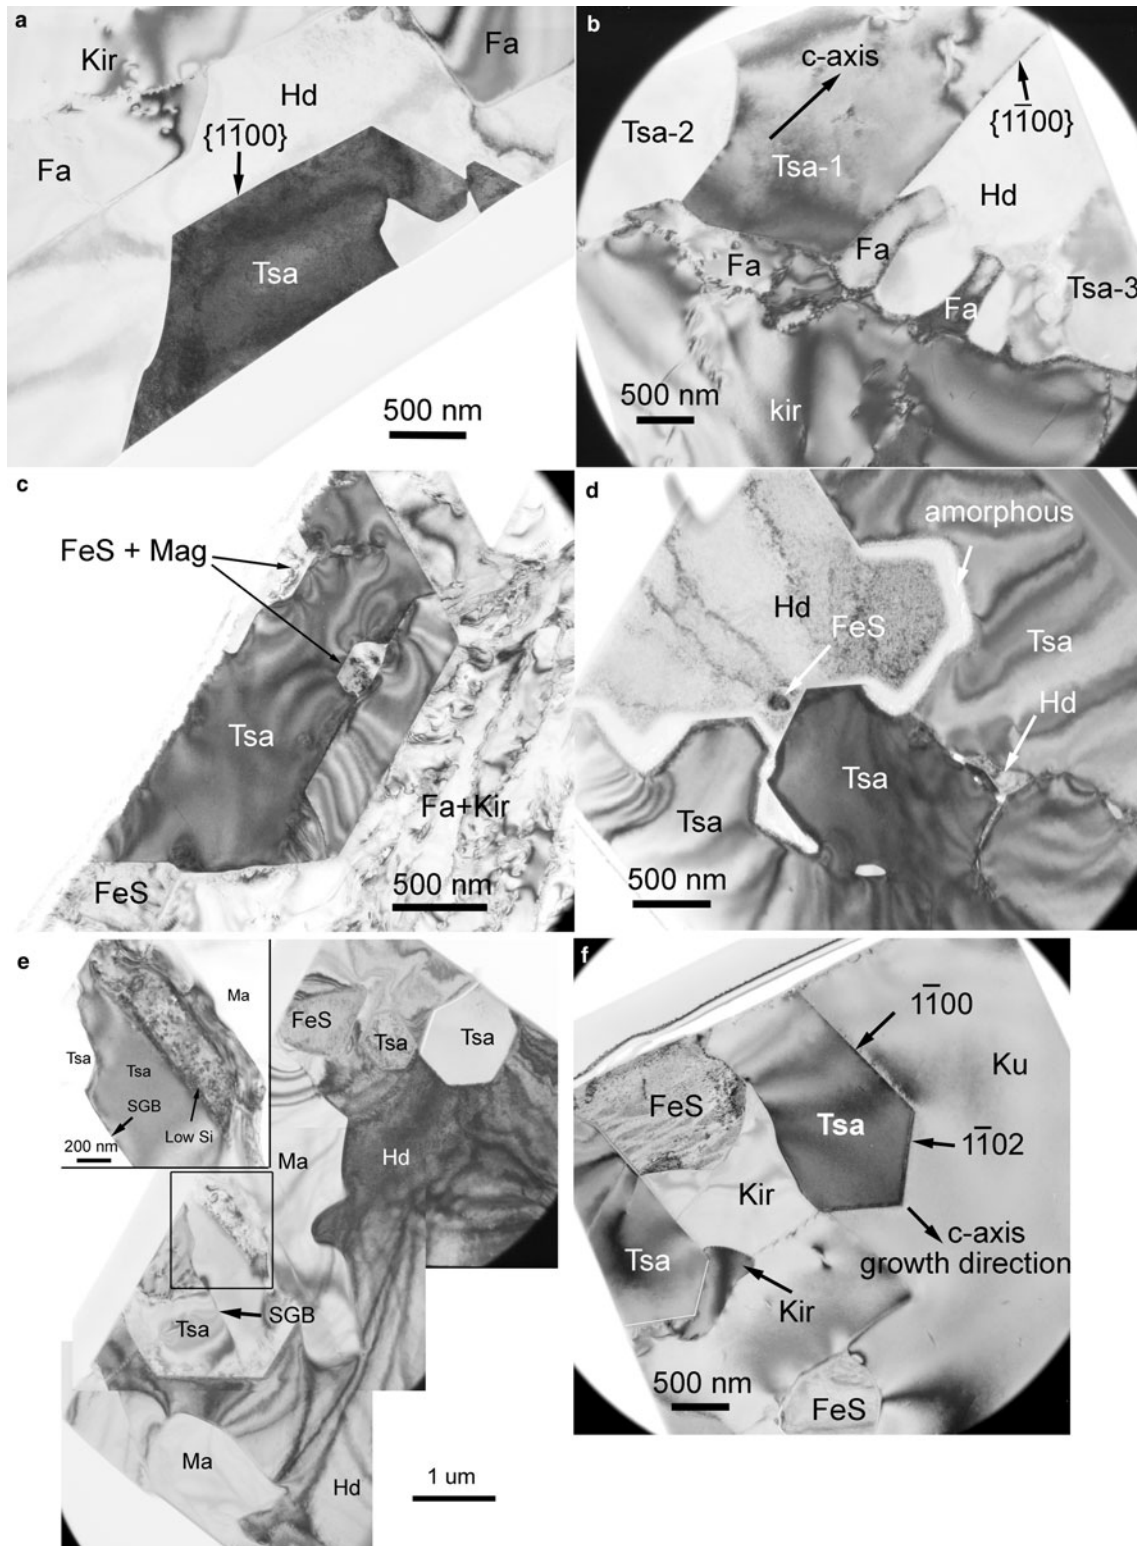 a
Kir
Fa
Hd
{11̅00}
Fa
Tsa
500 nm
b
c-axis
Tsa-2
Tsa-1
{11̅00}
Hd
Fa
Fa
Tsa-3
Fa
kir
500 nm
c
FeS + Mag
Tsa
Fa+Kir
FeS
500 nm
d
amorphous
Hd
FeS
Tsa
Hd
Tsa
Tsa
500 nm
e
Ma
Tsa
Tsa
SGB
Low Si
200 nm
FeS
Tsa
Tsa
Ma
Hd
SGB
Tsa
Ma
Hd
1 um
f
11̅00
Ku
FeS
Tsa
11̅02
Kir
c-axis
growth direction
Tsa
Kir
500 nm
FeS